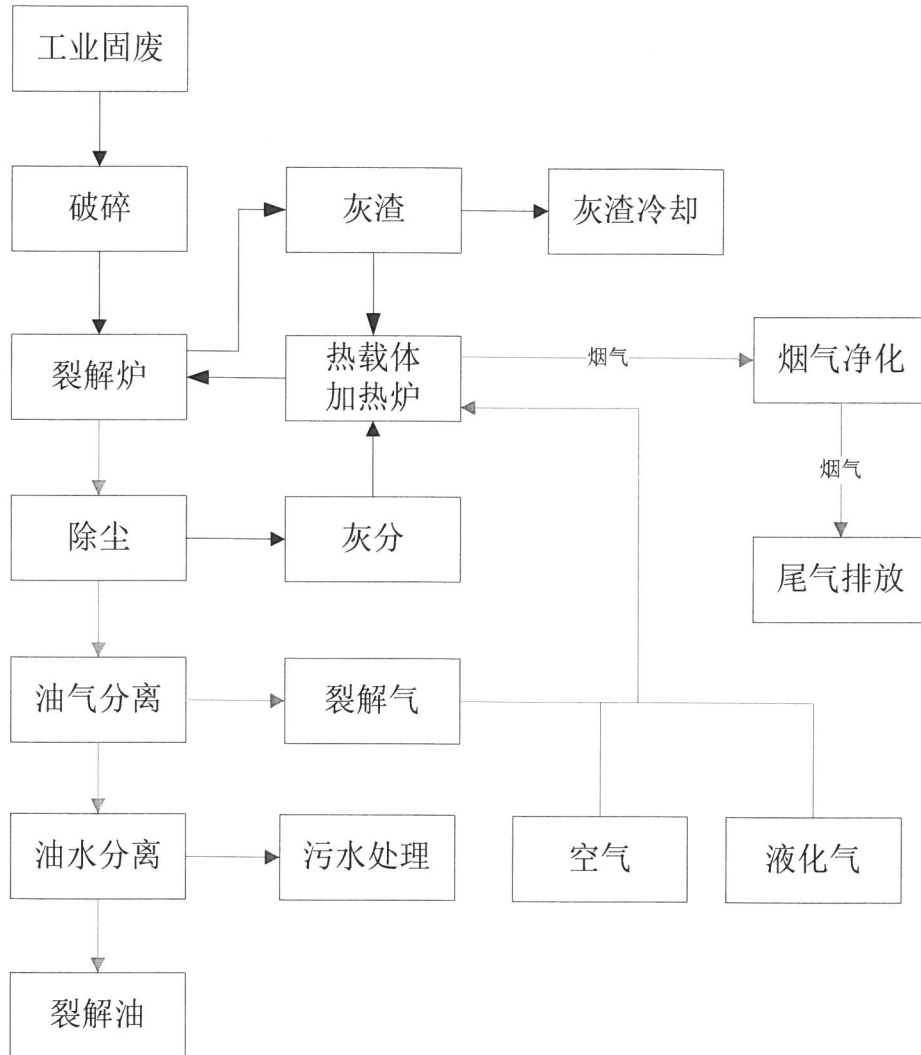 工业固废
破碎
灰渣
灰渣冷却
裂解炉
热载体
加热炉
烟气
烟气净化
烟气
除尘
灰分
尾气排放
油气分离
裂解气
油水分离
污水处理
空气
液化气
裂解油